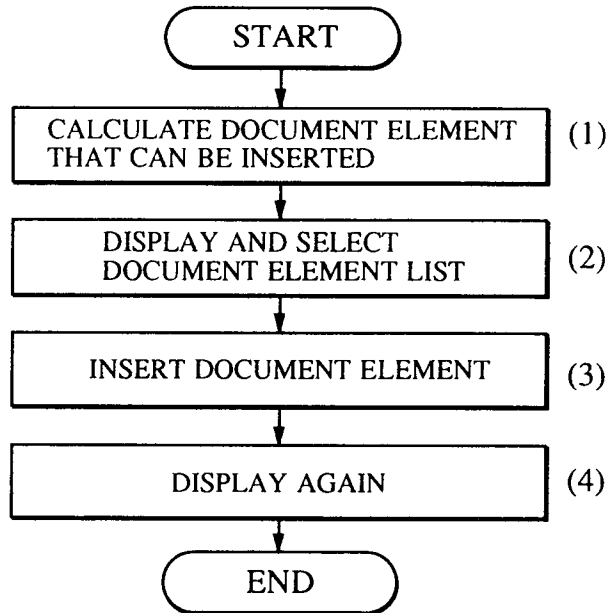 START
CALCULATE DOCUMENT ELEMENT
THAT CAN BE INSERTED
(1)
DISPLAY AND SELECT
DOCUMENT ELEMENT LIST
(2)
INSERT DOCUMENT ELEMENT
(3)
DISPLAY AGAIN
(4)
END